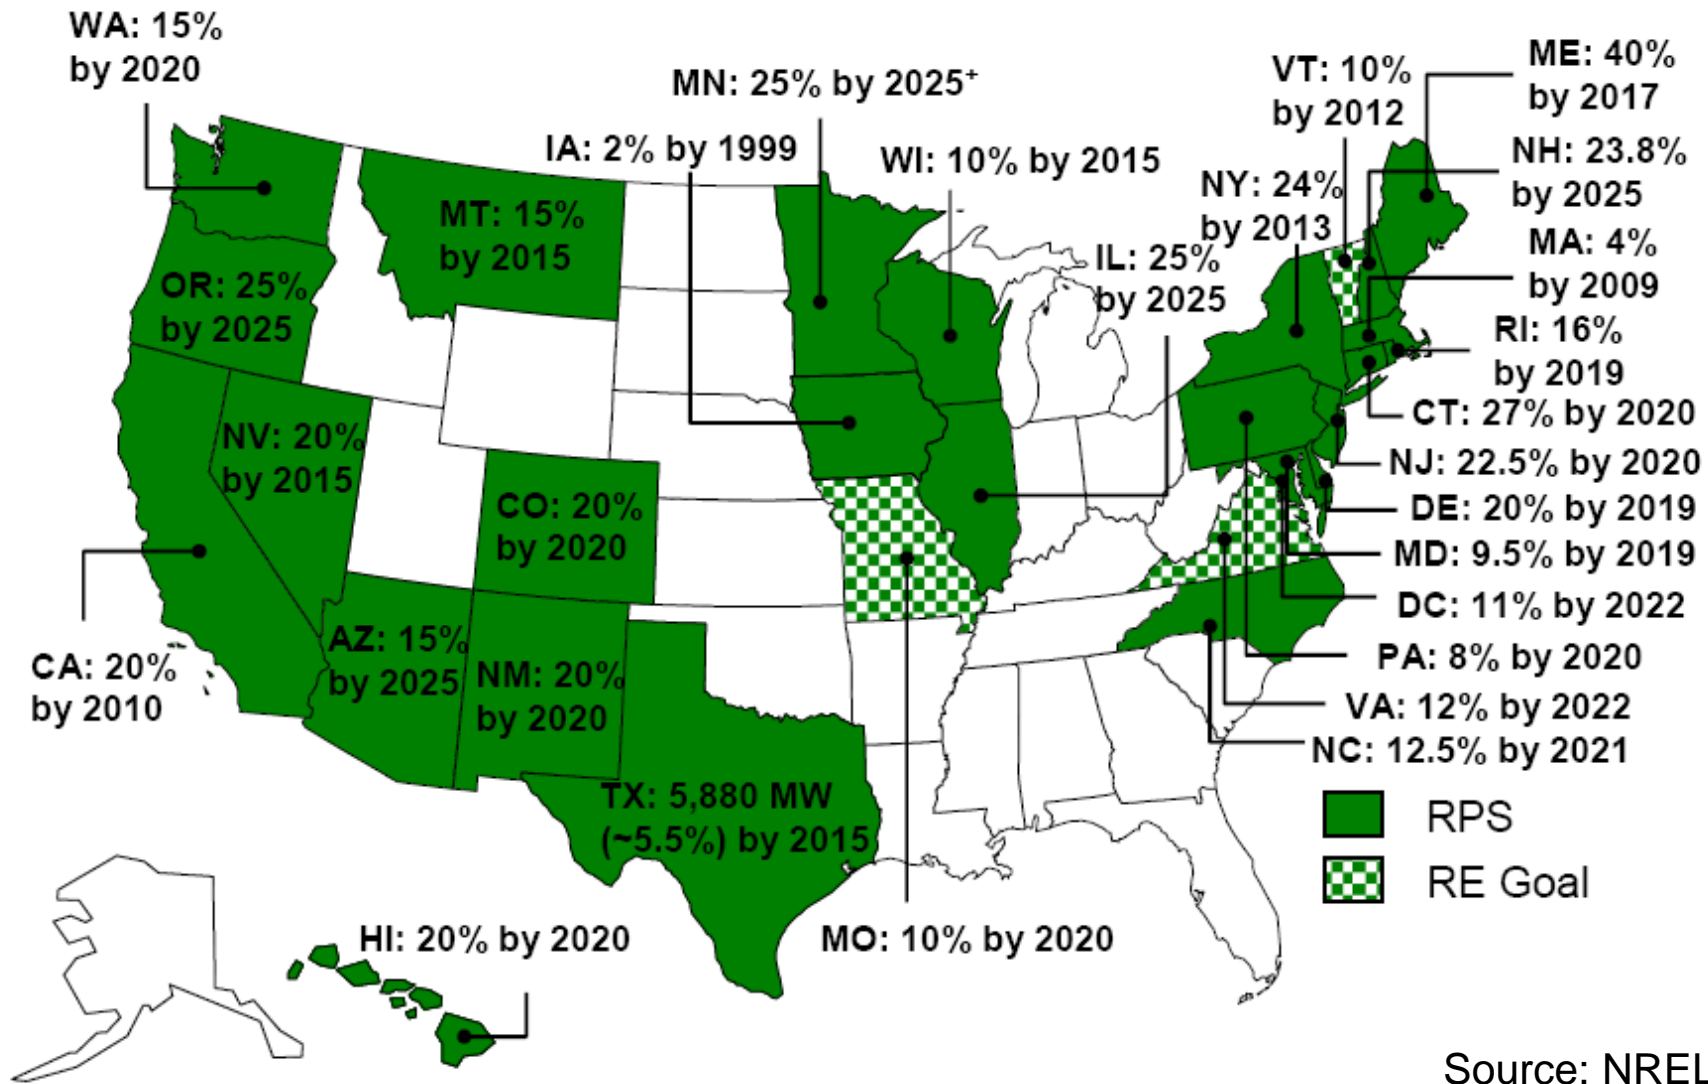 WA: 15%
by 2020
MN: 25% by 2025+
IA: 2% by 1999
WI: 10% by 2015
VT: 10%
by 2012
ME: 40%
by 2017
NH: 23.8%
by 2025
NY: 24%
by 2013
MA: 4%
by 2009
MT: 15%
by 2015
IL: 25%
by 2025
OR: 25%
by 2025
RI: 16%
by 2019
CT: 27% by 2020
NV: 20%
by 2015
NJ: 22.5% by 2020
CO: 20%
by 2020
DE: 20% by 2019
MD: 9.5% by 2019
DC: 11% by 2022
CA: 20%
by 2010
AZ: 15%
by 2025
NM: 20%
by 2020
PA: 8% by 2020
VA: 12% by 2022
NC: 12.5% by 2021
TX: 5,880 MW
(~5.5%) by 2015
RPS
RE Goal
HI: 20% by 2020
MO: 10% by 2020
Source: NREL